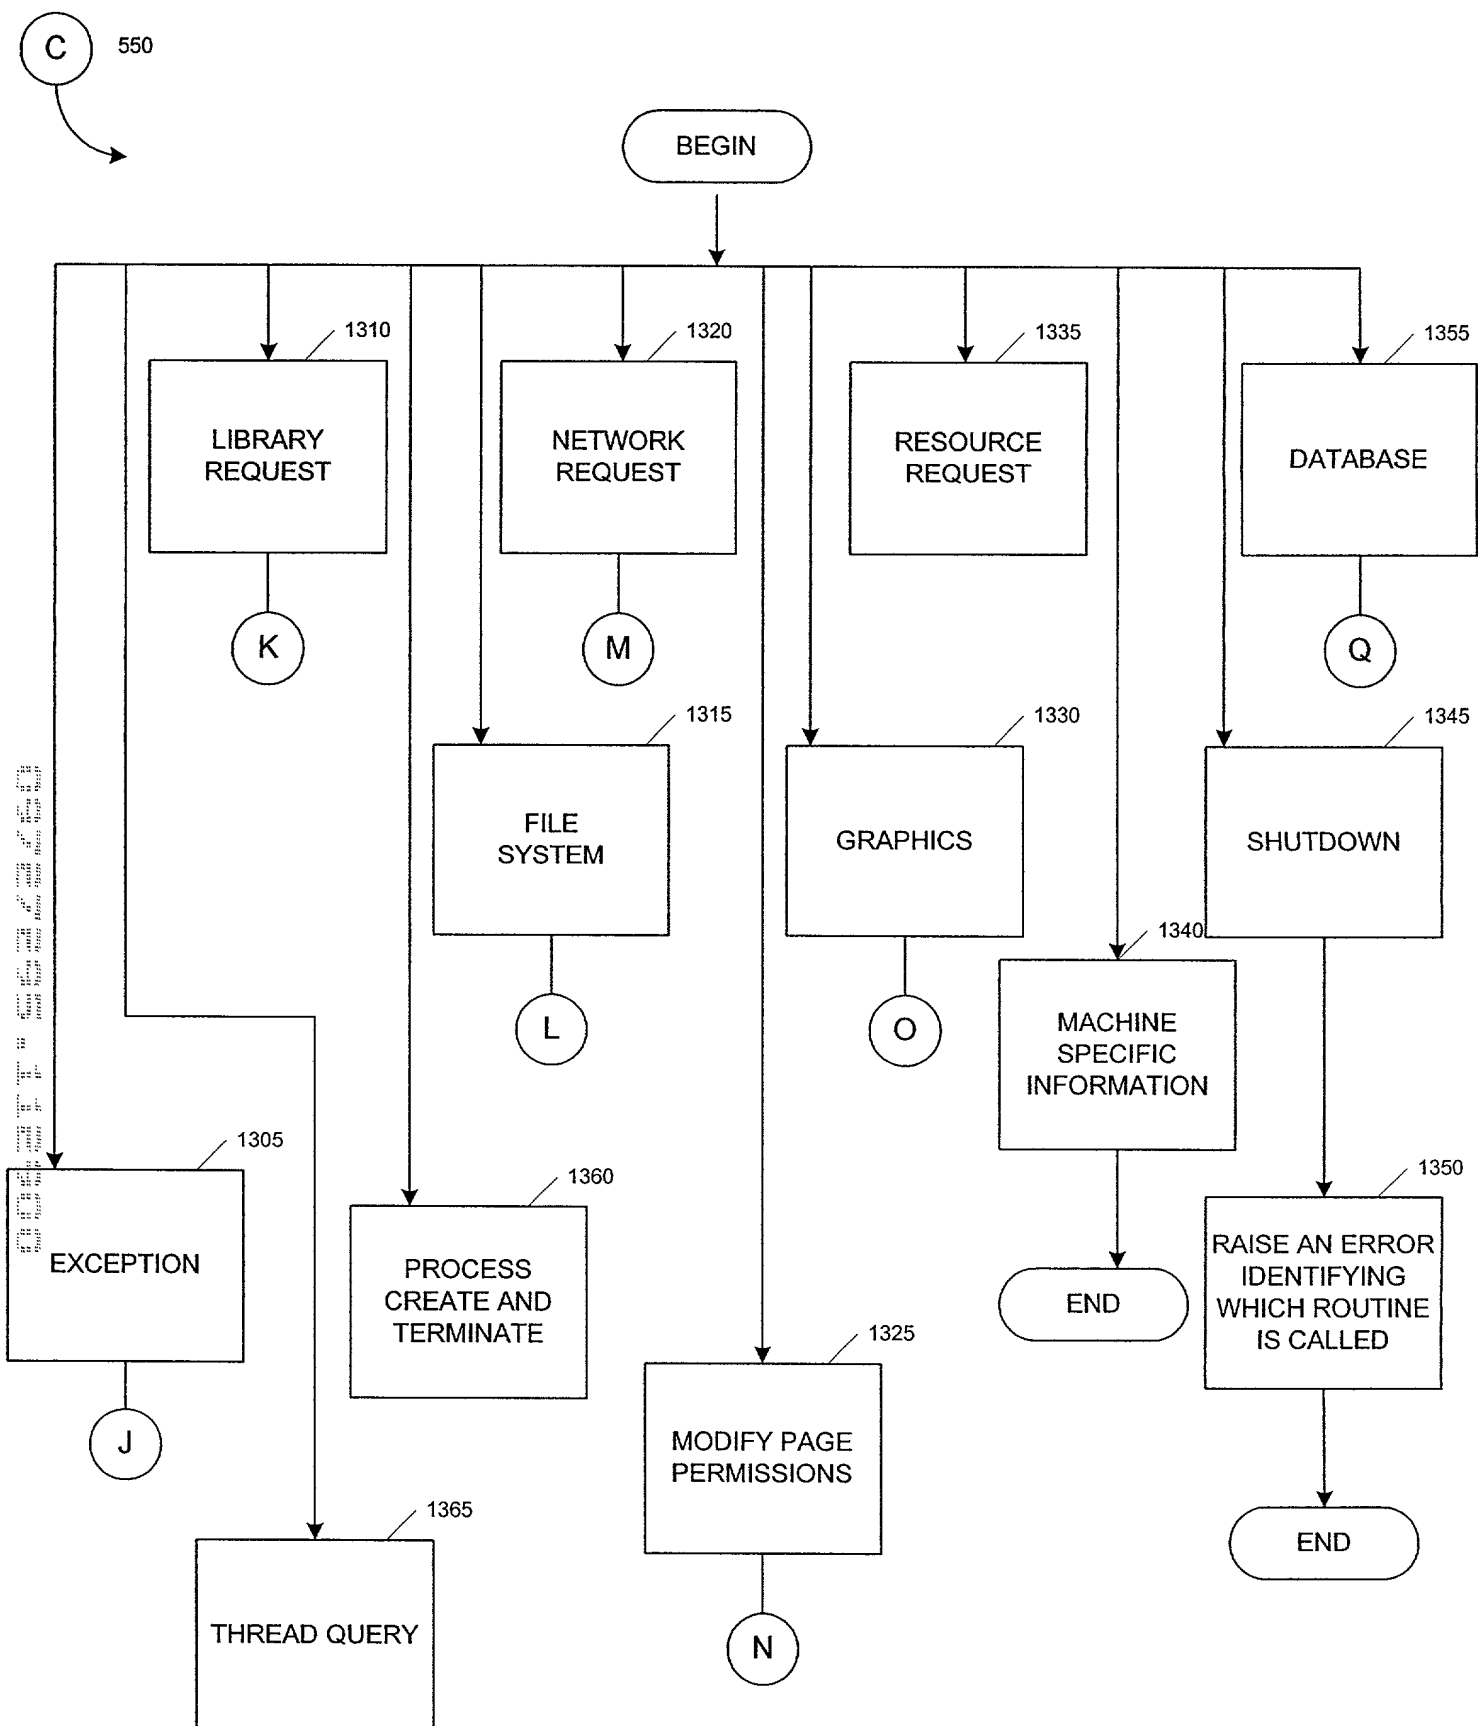 C
550
BEGIN
1310
1320
1335
1355
LIBRARY
REQUEST
NETWORK
REQUEST
RESOURCE
REQUEST
DATABASE
K
M
Q
1315
1330
1345
FILE
SYSTEM
GRAPHICS
SHUTDOWN
1340
L
O
MACHINE
SPECIFIC
INFORMATION
1305
1360
1350
EXCEPTION
PROCESS
CREATE AND
TERMINATE
END
RAISE AN ERROR
IDENTIFYING
WHICH ROUTINE
IS CALLED
1325
J
MODIFY PAGE
PERMISSIONS
1365
END
THREAD QUERY
N